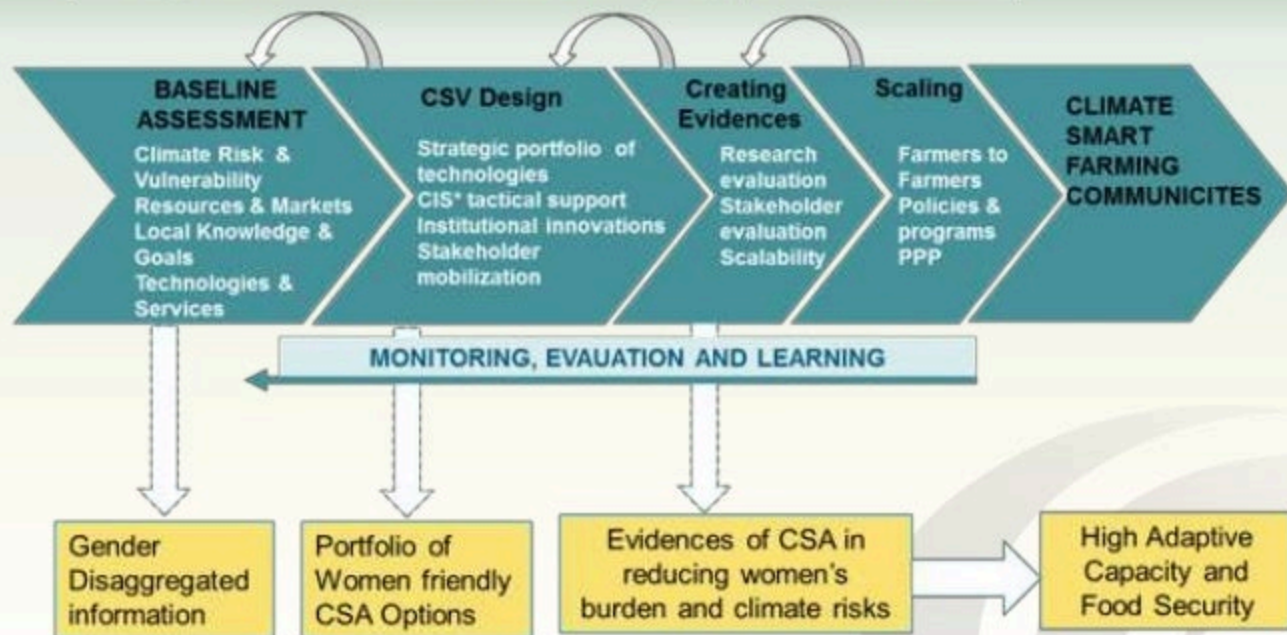 BASELINE
ASSESSMENT
Climate Risk &
Vulnerability
Resources & Markets
Local Knowledge &
Goals
Technologies &
Services
CSV Design
Strategic portfolio of
technologies
CIS* tactical support
Institutional innovations
Stakeholder
mobilization
Creating
Evidences
Research
evaluation
Stakeholder
evaluation
Scalability
Scaling
Farmers to
Farmers
Policies &
programs
PPP
CLIMATE
SMART
FARMING
COMMUNICITES
MONITORING, EVAUATION AND LEARNING
Gender
Disaggregated
information
Portfolio of
Women friendly
CSA Options
Evidences of CSA in
reducing women's
burden and climate risks
High Adaptive
Capacity and
Food Security